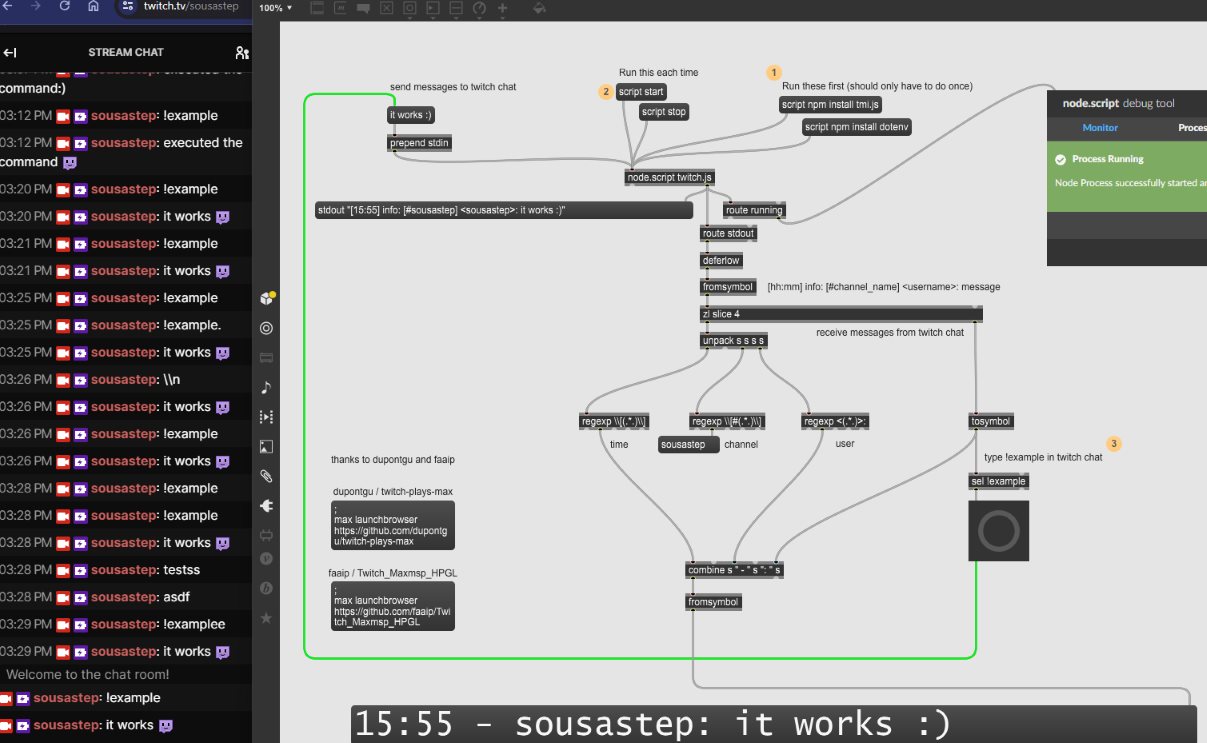 twitch.tv/sousastep
100%
STREAM CHAT
sousastep: executed the
command:)
03:12 PM sousastep: !example
03:12 PM sousastep: executed the
command
03:20 PM sousastep: !example
03:20 PM sousastep: it works
03:21 PM sousastep: !example
03:21 PM sousastep: it works
03:25 PM sousastep: !example
03:25 PM sousastep: !example.
03:25 PM sousastep: it works
03:26 PM sousastep: \\n
03:26 PM sousastep: it works
03:26 PM sousastep: !example
03:26 PM sousastep: it works
03:28 PM sousastep: !example
03:28 PM sousastep: !example
03:28 PM sousastep: it works
03:28 PM sousastep: testss
03:28 PM sousastep: asdf
03:29 PM sousastep: !examplee
03:29 PM sousastep: it works
Welcome to the chat room!
sousastep: !example
sousastep: it works
send messages to twitch chat
it works :)
prepend stdin
Run this each time
2
script start
script stop
1
Run these first (should only have to do once)
script npm install tmi.js
script npm install dotenv
node.script debug tool
Monitor
Proces
Process Running
Node Process successfully started an
node.script twitch.js
stdout "[15:55] info: [#sousastep] <sousastep>: it works :)"
route running
route stdout
deferlow
fromsymbol
[hh:mm] info: [#channel_name] <username>: message
zl slice 4
receive messages from twitch chat
unpack s s s s
regexp \\[(.*.)\\]
regexp \\[#(.*.)\\]
regexp <(.*.)>:
tosymbol
time
sousastep
channel
user
3
type !example in twitch chat
sel !example
thanks to dupontgu and faaip
dupontgu / twitch-plays-max
;
max launchbrowser
https://github.com/dupontg
u/twitch-plays-max
faaip / Twitch_Maxmsp_HPGL
;
max launchbrowser
https://github.com/faaip/Twi
tch_Maxmsp_HPGL
combine s " - " s ": " s
fromsymbol
15:55 - sousastep: it works :)